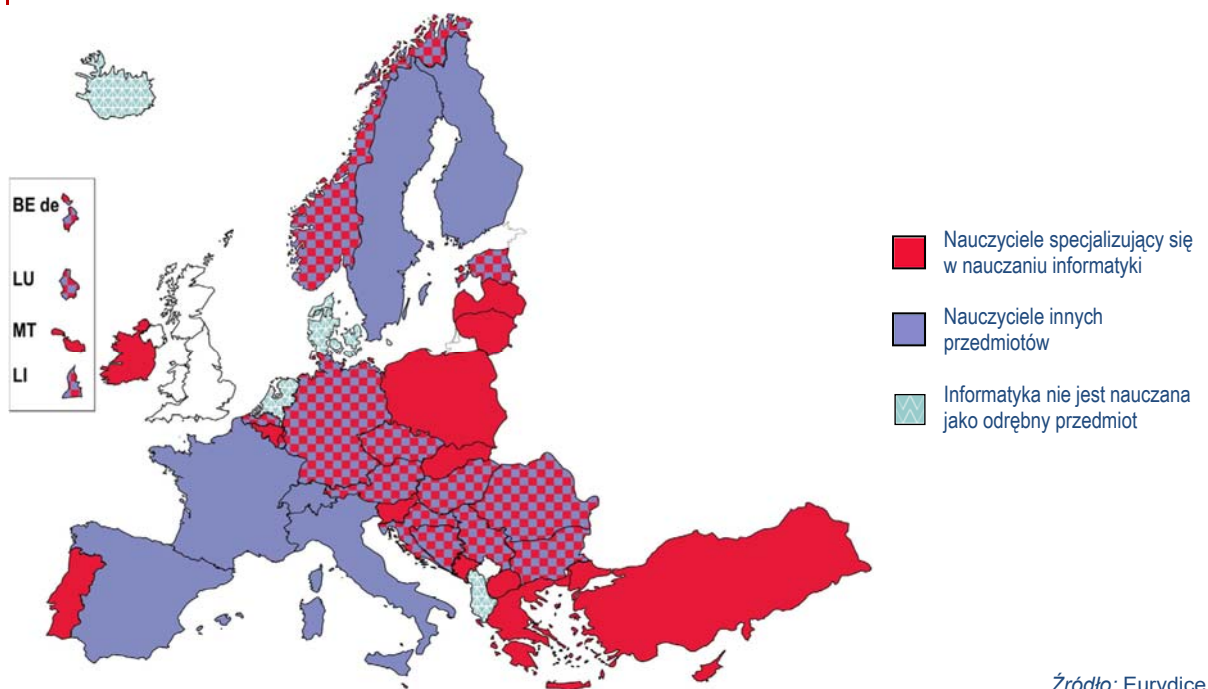 BE de
LU
MT
LI
Nauczyciele specjalizujący się
w nauczaniu informatyki
Nauczyciele innych
przedmiotów
Informatyka nie jest nauczana
jako odrębny przedmiot
Źródło: Eurydice